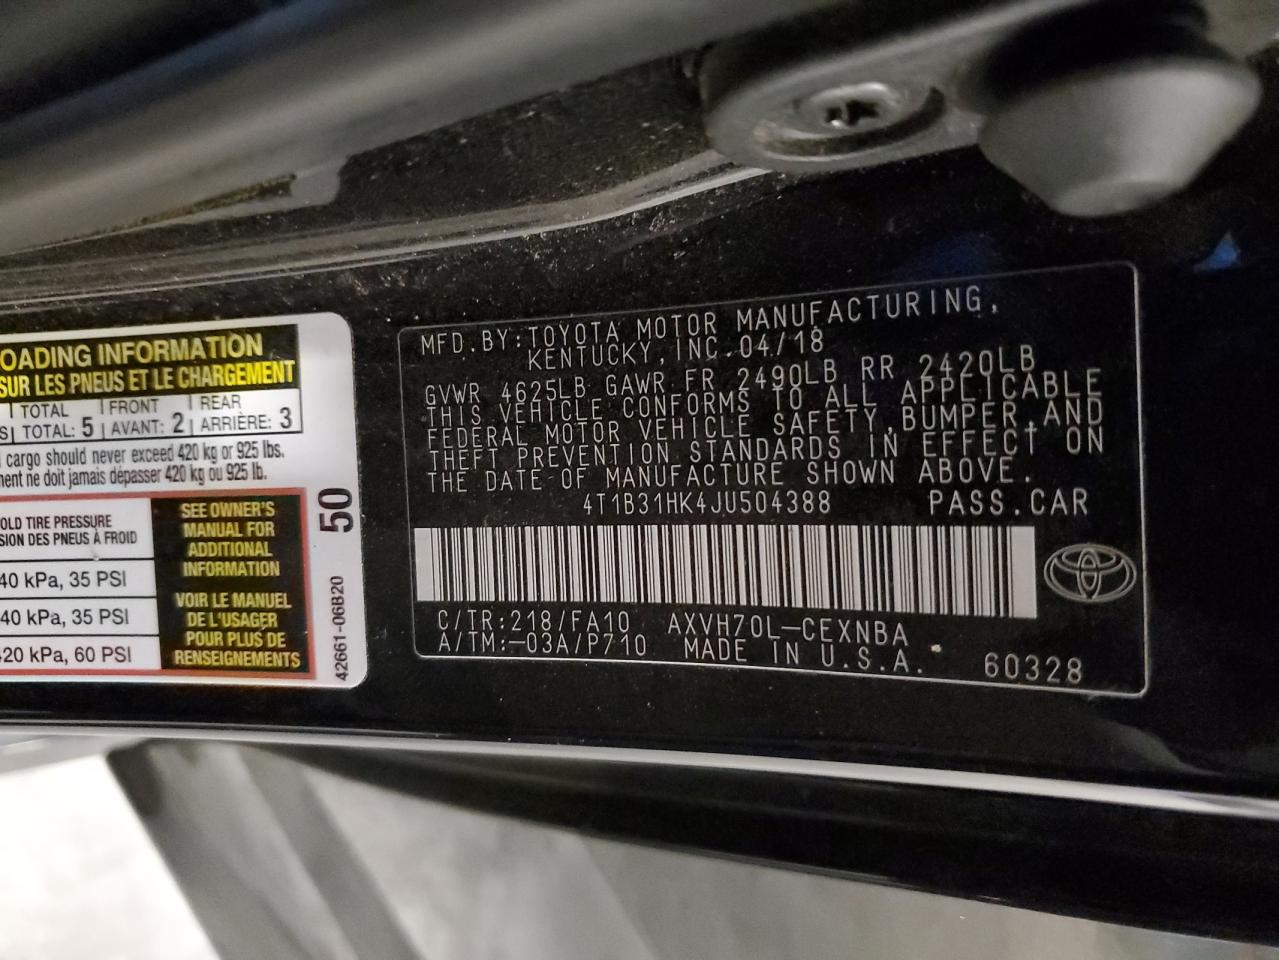 OADING INFORMATION
SUR LES PNEUS ET LE CHARGEMENT
TOTAL FRONT REAR
TOTAL: 5 AVANT: 2 ARRIÈRE: 3
cargo should never exceed 420 kg or 925 lbs.
ment ne doit jamais dépasser 420 kg ou 925 lb.
OLD TIRE PRESSURE
SION DES PNEUS À FROID
40 kPa, 35 PSI
40 kPa, 35 PSI
420 kPa, 60 PSI
SEE OWNER'S
MANUAL FOR
ADDITIONAL
INFORMATION
VOIR LE MANUEL
DE L'USAGER
POUR PLUS DE
RENSEIGNEMENTS
50
42661-06B20
MFD.BY:TOYOTA MOTOR MANUFACTURING,
KENTUCKY,INC.04/18
GVWR 4625LB GAWR FR 2490LB RR 2420LB
THIS VEHICLE CONFORMS TO ALL APPLICABLE
FEDERAL MOTOR VEHICLE SAFETY,BUMPER,AND
THEFT PREVENTION STANDARDS IN EFFECT ON
THE DATE OF MANUFACTURE SHOWN ABOVE.
4T1B31HK4JU504388 PASS.CAR
C/TR:218/FA10 AXVH70L-CEXNBA
A/TM:-03A/P710 MADE IN U.S.A. 60328